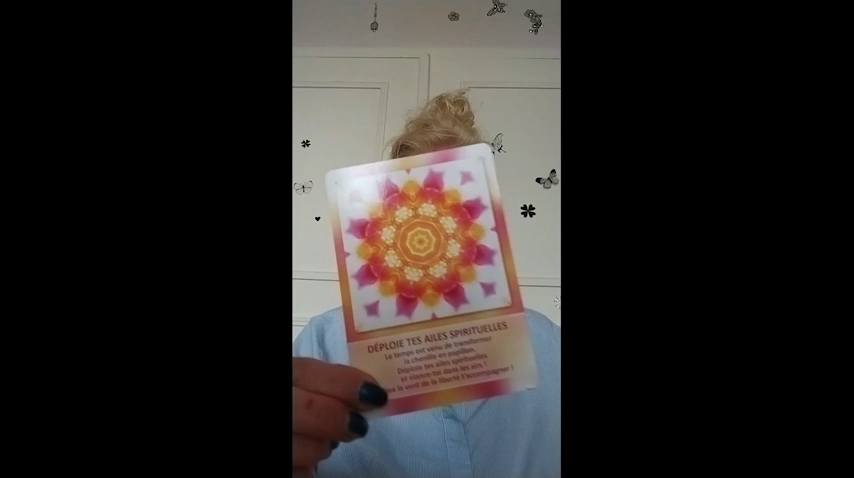 DÉPLOIE TES AILES SPIRITUELLES
Le temps est venu de transformer
la chenille en papillon.
Déploie tes ailes spirituelles
et élance-toi dans les airs !
le vent de la liberté t'accompagner !